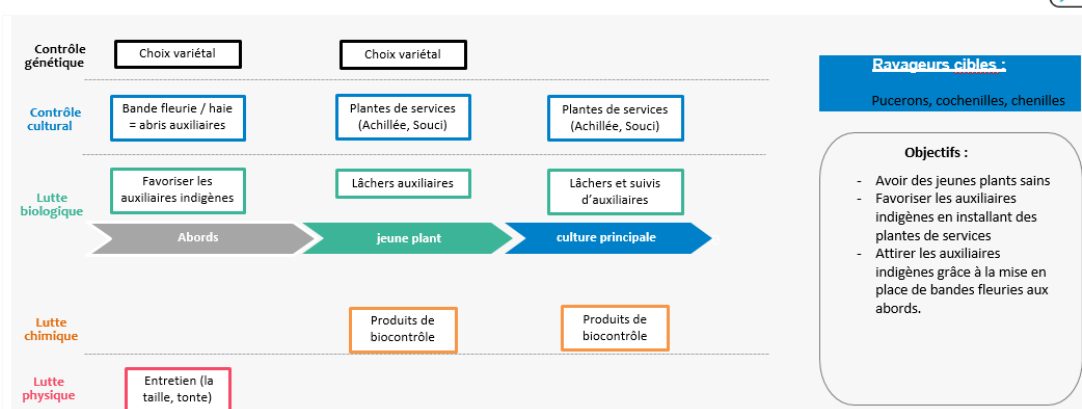 Contrôle
génétique
Choix variétal
Choix variétal
Contrôle
cultural
Bande fleurie / haie
= abris auxiliaires
Plantes de services
(Achillée, Souci)
Plantes de services
(Achillée, Souci)
Lutte
biologique
Favoriser les
auxiliaires indigènes
Lâchers auxiliaires
Lâchers et suivis
d’auxiliaires
Abords
jeune plant
culture principale
Lutte
chimique
Produits de
biocontrôle
Produits de
biocontrôle
Lutte
physique
Entretien (la
taille, tonte)
Ravageurs cibles :
Pucerons, cochenilles, chenilles
Objectifs :
- Avoir des jeunes plants sains
- Favoriser les auxiliaires
indigènes en installant des
plantes de services
- Attirer les auxiliaires
indigènes grâce à la mise en
place de bandes fleuries aux
abords.